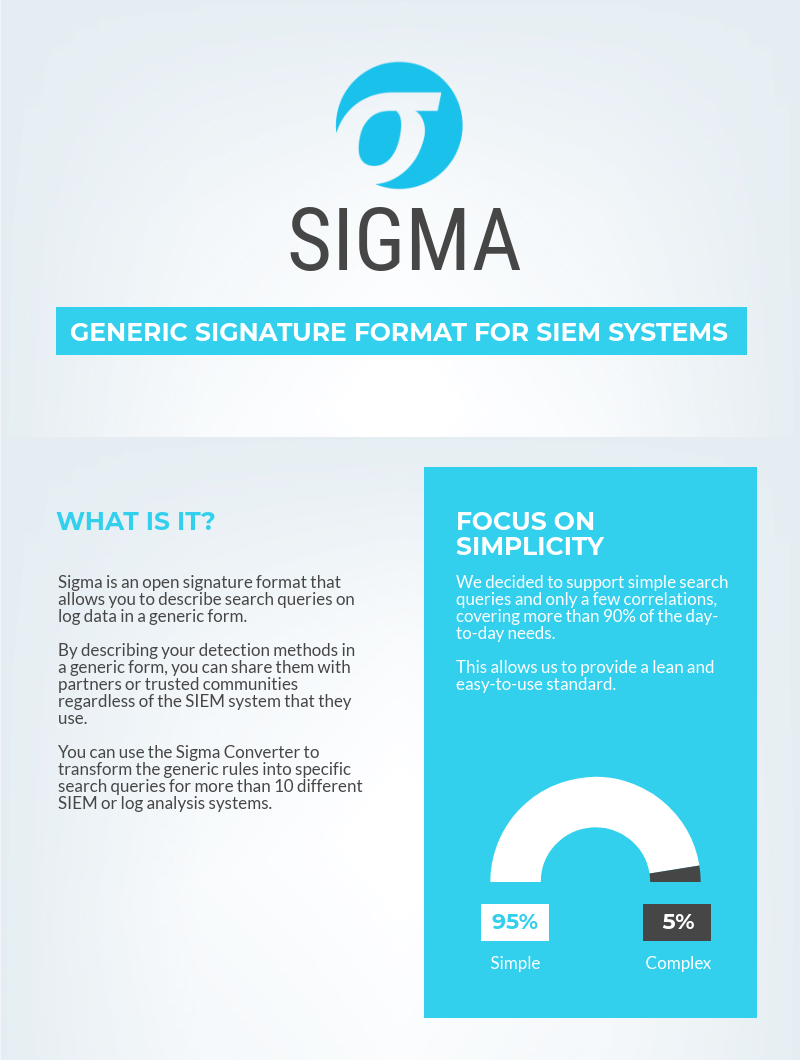 SIGMA
GENERIC SIGNATURE FORMAT FOR SIEM SYSTEMS
WHAT IS IT?
Sigma is an open signature format that
allows you to describe search queries on
log data in a generic form.
By describing your detection methods in
a generic form, you can share them with
partners or trusted communities
regardless of the SIEM system that they
use.
You can use the Sigma Converter to
transform the generic rules into specific
search queries for more than 10 different
SIEM or log analysis systems.
FOCUS ON
SIMPLICITY
We decided to support simple search
queries and only a few correlations,
covering more than 90% of the day-
to-day needs.
This allows us to provide a lean and
easy-to-use standard.
95%
Simple
5%
Complex